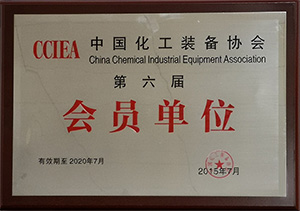 CCIEA 中国化工装备协会
China Chemical Industrial Equipment Association
第六届
会员单位
有效期至2020年7月
2015年7月